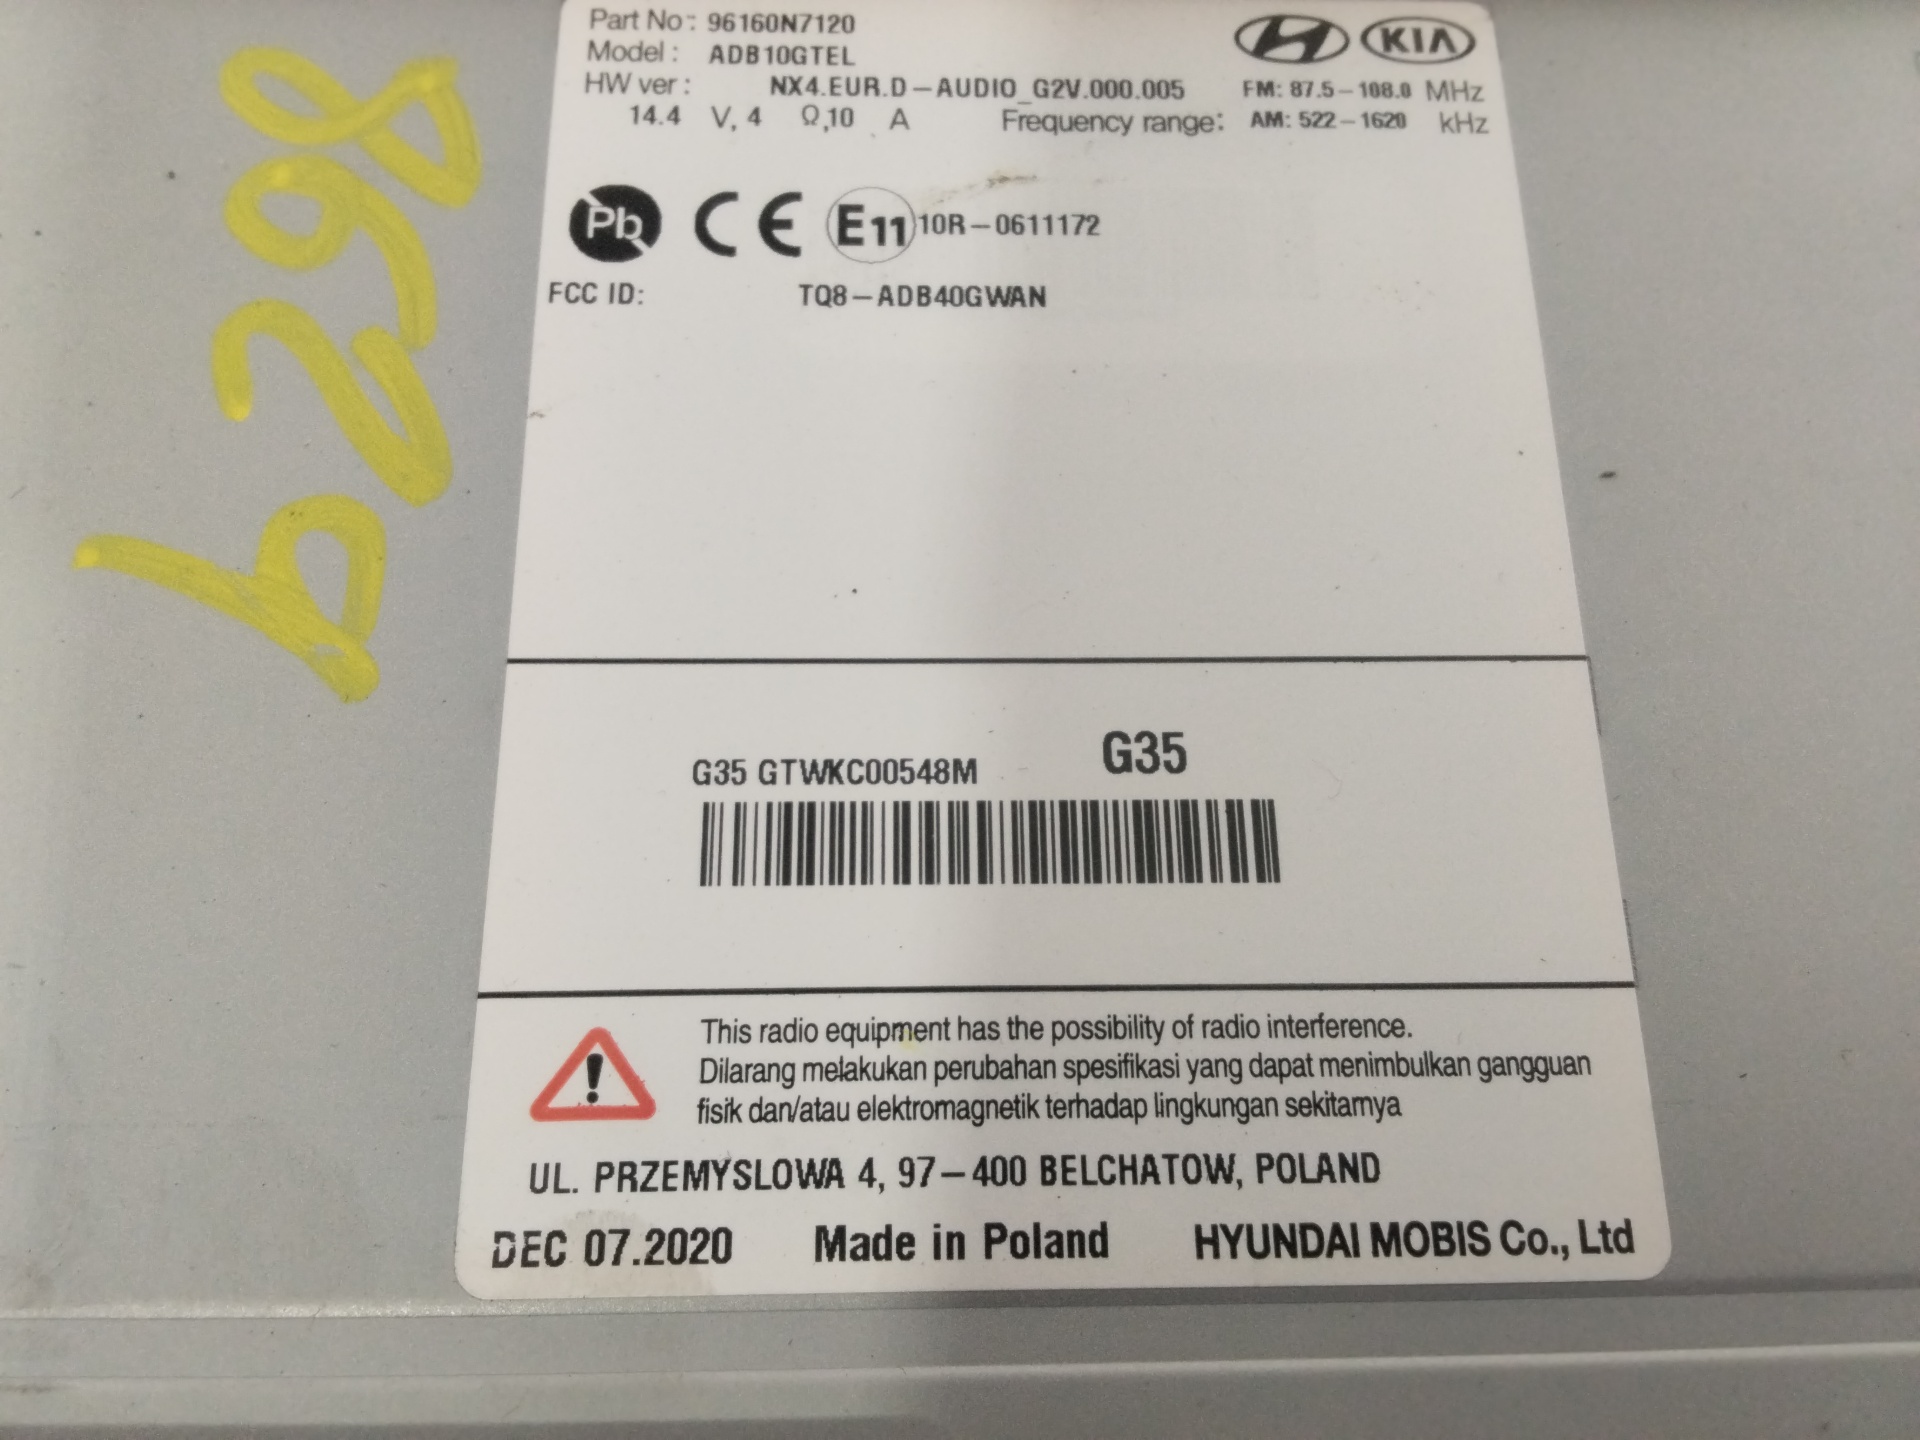 Part No: 96160N7120
Model: ADB10GTEL
HW ver: NX4.EUR.D-AUDIO_G2V.000.005
14.4 V, 4 Ω,10 A
HYUNDAI KIA
FM: 87.5-108.0 MHz
Frequency range: AM: 522-1620 kHz
Pb CE E11 10R-0611172
FCC ID: TQ8-ADB40GWAN
b298
G35 GTWKC00548M G35
This radio equipment has the possibility of radio interference.
Dilarang melakukan perubahan spesifikasi yang dapat menimbulkan gangguan
fisik dan/atau elektromagnetik terhadap lingkungan sekitarnya
UL. PRZEMYSLOWA 4, 97-400 BELCHATOW, POLAND
DEC 07.2020 Made in Poland HYUNDAI MOBIS Co., Ltd